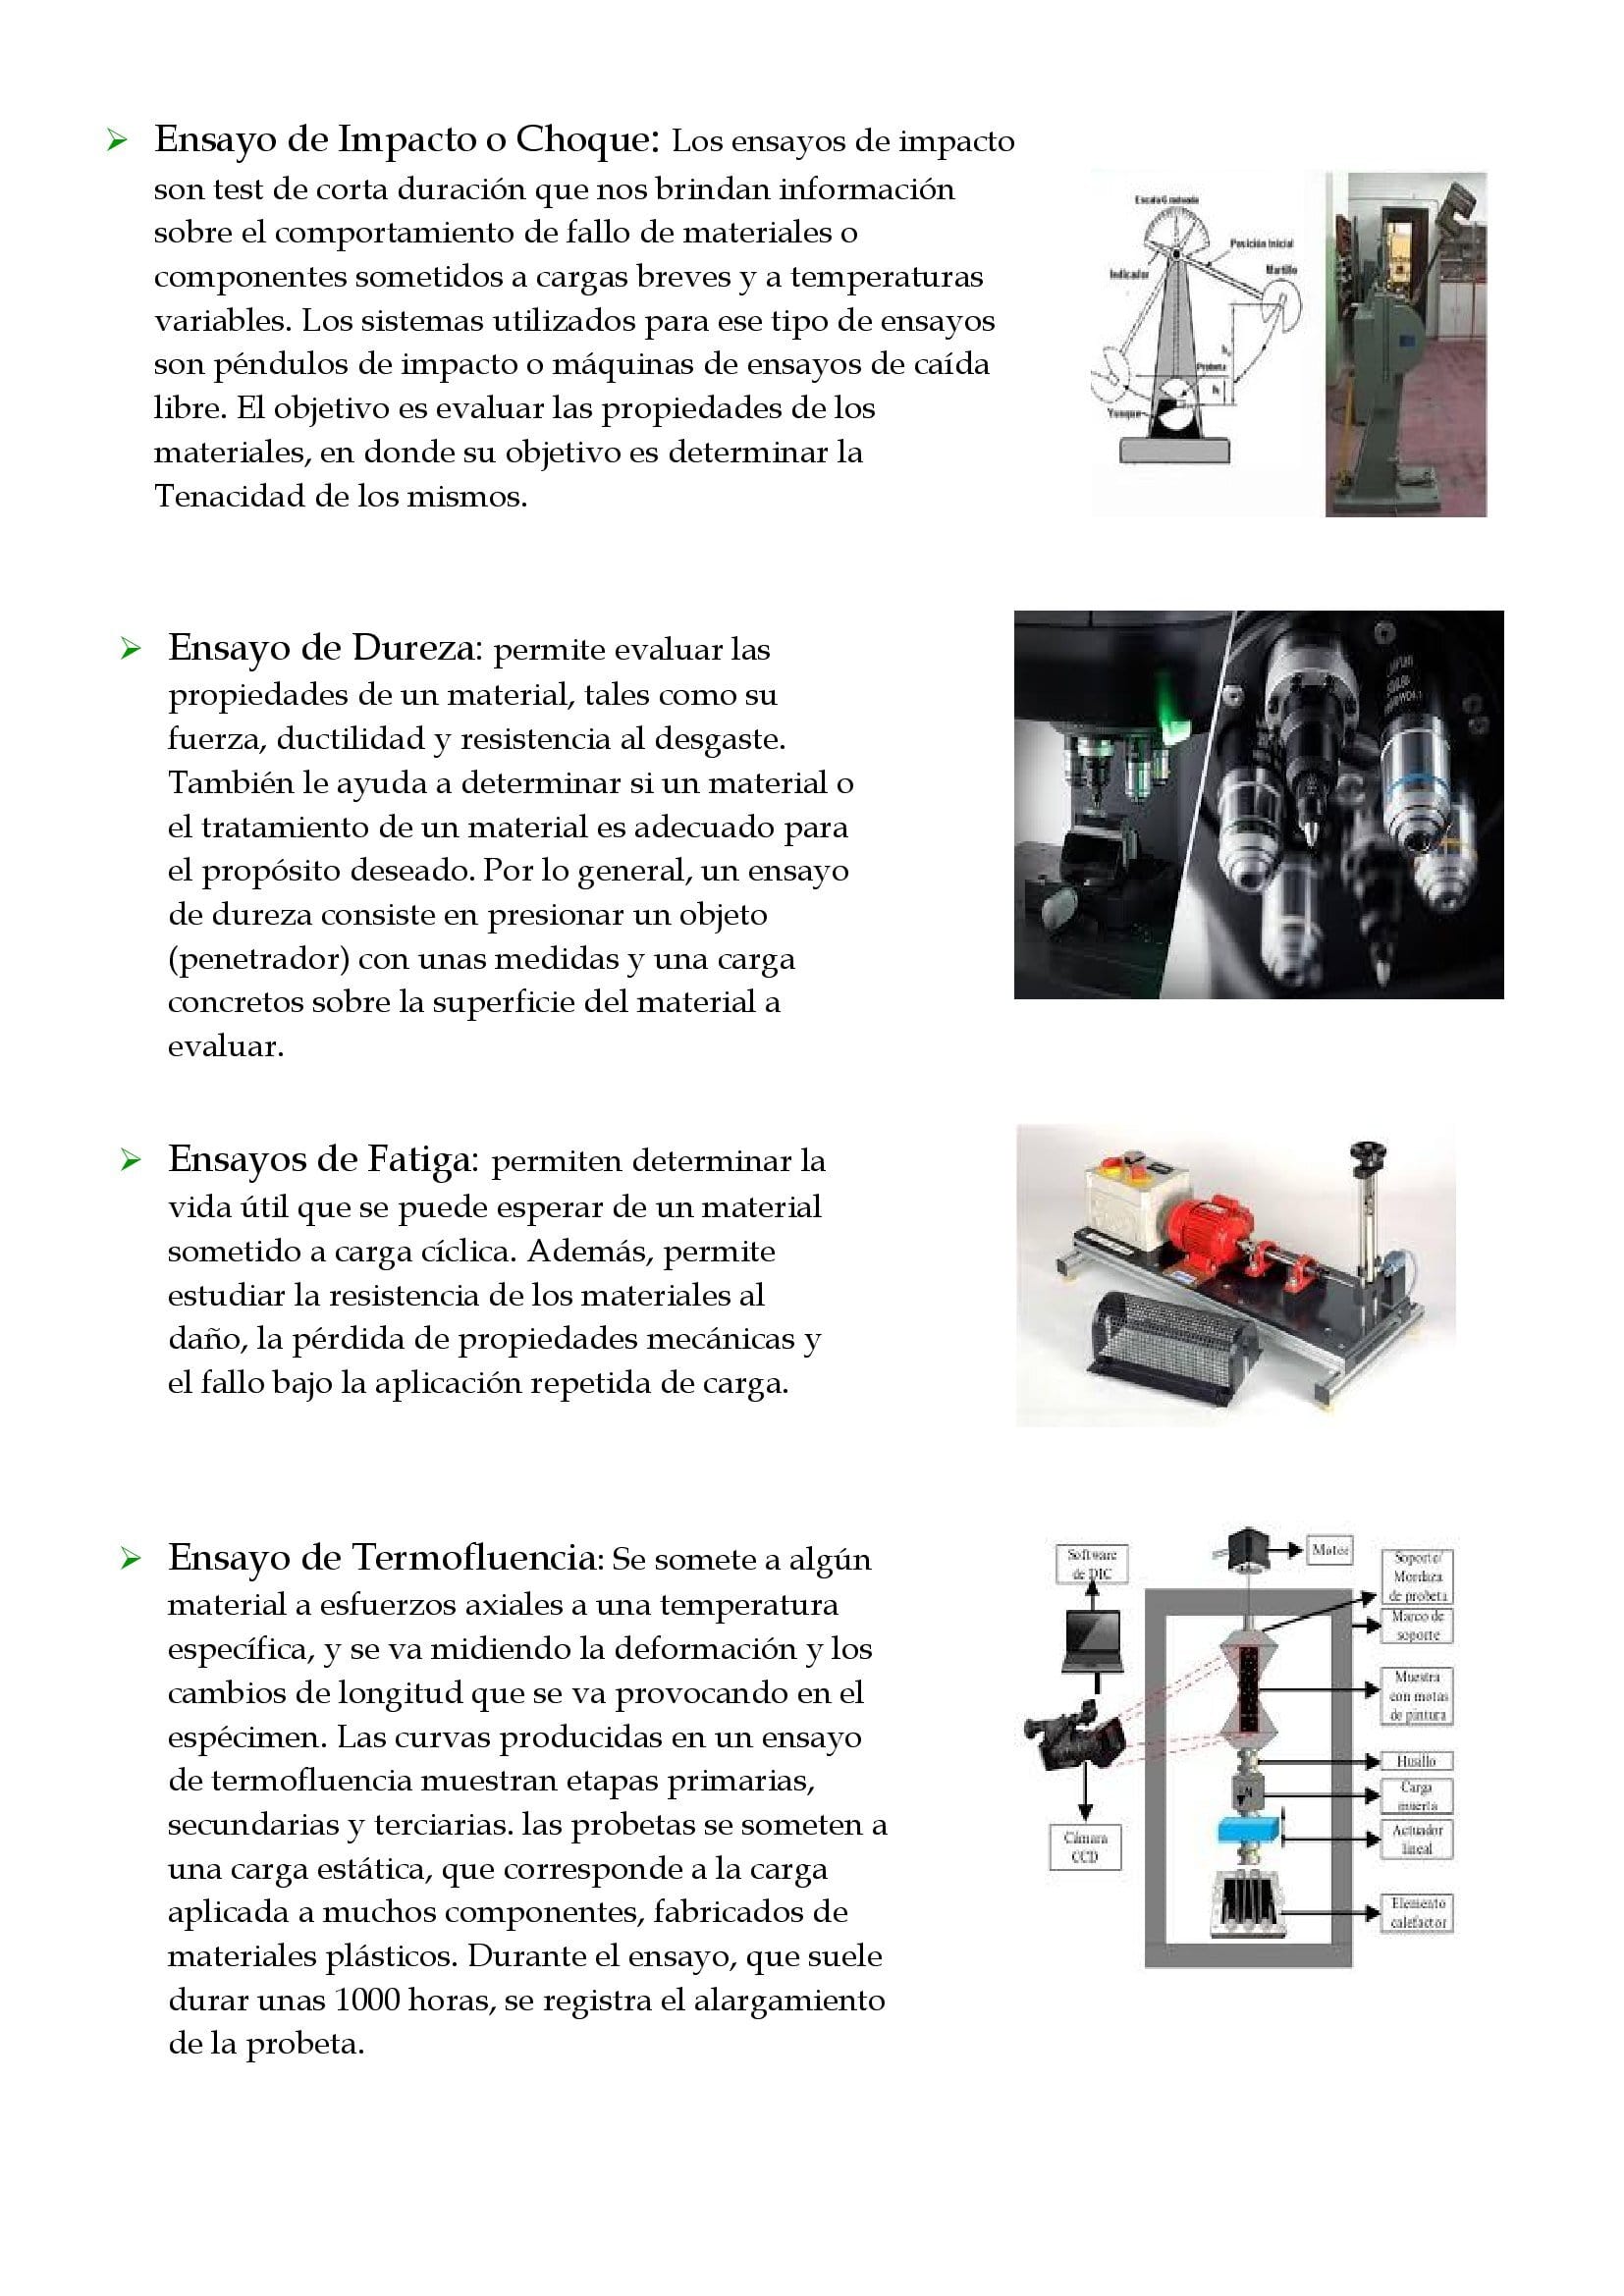 Ensayo de Impacto o Choque: Los ensayos de impacto
son test de corta duración que nos brindan información
sobre el comportamiento de fallo de materiales o
componentes sometidos a cargas breves y a temperaturas
variables. Los sistemas utilizados para ese tipo de ensayos
son péndulos de impacto o máquinas de ensayos de caída
libre. El objetivo es evaluar las propiedades de los
materiales, en donde su objetivo es determinar la
Tenacidad de los mismos.
Escala Graduada
Posición Inicial
Indicador
Martillo
Probeta
Yunque
Ensayo de Dureza: permite evaluar las
propiedades de un material, tales como su
fuerza, ductilidad y resistencia al desgaste.
También le ayuda a determinar si un material o
el tratamiento de un material es adecuado para
el propósito deseado. Por lo general, un ensayo
de dureza consiste en presionar un objeto
(penetrador) con unas medidas y una carga
concretos sobre la superficie del material a
evaluar.
Ensayos de Fatiga: permiten determinar la
vida útil que se puede esperar de un material
sometido a carga cíclica. Además, permite
estudiar la resistencia de los materiales al
daño, la pérdida de propiedades mecánicas y
el fallo bajo la aplicación repetida de carga.
Ensayo de Termofluencia: Se somete a algún
material a esfuerzos axiales a una temperatura
específica, y se va midiendo la deformación y los
cambios de longitud que se va provocando en el
espécimen. Las curvas producidas en un ensayo
de termofluencia muestran etapas primarias,
secundarias y terciarias. las probetas se someten a
una carga estática, que corresponde a la carga
aplicada a muchos componentes, fabricados de
materiales plásticos. Durante el ensayo, que suele
durar unas 1000 horas, se registra el alargamiento
de la probeta.
Software
de DIC
Motor
Soporte/
Mordaza
de probeta
Marco de
soporte
Muestra
con motas
de pintura
Husillo
Carga
muerta
Actuador
lineal
Cámara
CCD
Elemento
calefactor